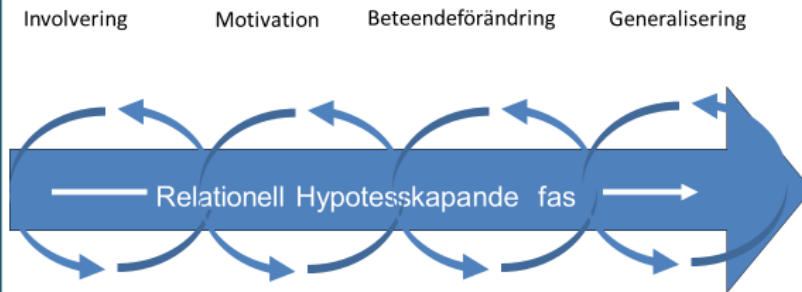 Involvering Motivation Beteendeförändring Generalisering
Relationell Hypotesskapande fas